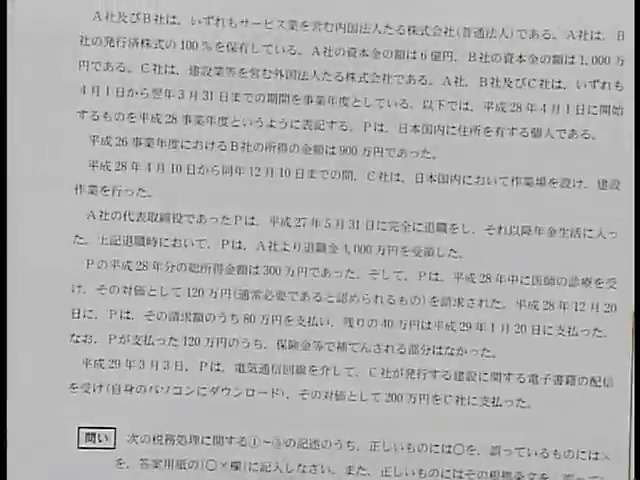 A社及びB社は、いずれもサービス業を営む内国法人たる株式会社(普通法人)である。A社は、B
社の発行済株式の100%を保有している。A社の資本金の額は6億円、B社の資本金の額は1,000万
円である。C社は、建設業等を営む外国法人たる株式会社である。A社、B社及びC社は、いずれも
4月1日から翌年3月31日までの期間を事業年度としている。以下では、平成28年4月1日に開始
するものを平成28事業年度というように表記する。Pは、日本国内に住所を有する個人である。
平成26事業年度におけるB社の所得の金額は900万円であった。
平成28年4月10日から同年12月10日までの間、C社は、日本国内において作業場を設け、建設
作業を行った。
A社の代表取締役であったPは、平成27年5月31日に完全に退職をし、それ以降年金生活に入っ
た。上記退職時において、Pは、A社より退職金1,000万円を受領した。
Pの平成28年分の総所得金額は300万円であった。そして、Pは、平成28年中に医師の診療を受
け、その対価として120万円(通常必要であると認められるもの)を請求された。平成28年12月20
日に、Pは、その請求額のうち80万円を支払い、残りの40万円は平成29年1月20日に支払った。
なお、Pが支払った120万円のうち、保険金等で補てんされる部分はなかった。
平成29年3月3日、Pは、電気通信回線を介して、C社が発行する建設に関する電子書籍の配信
を受け(自身のパソコンにダウンロード)、その対価として200万円をC社に支払った。
問い 次の税務処理に関する①~⑤の記述のうち、正しいものには○を、誤っているものには×
を、答案用紙の(○×欄)に記入しなさい。また、正しいものにはその根拠条文を、誤ってい